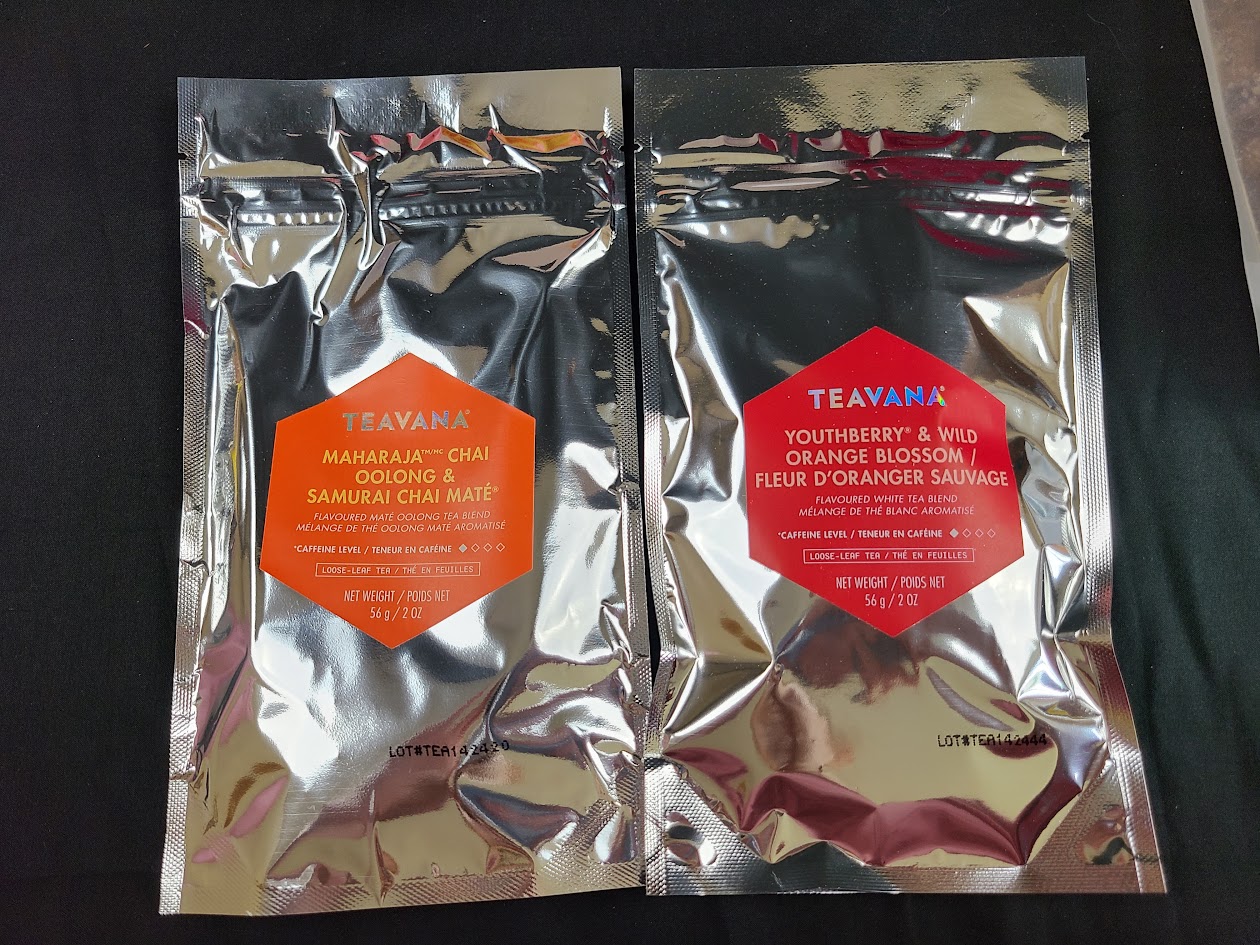 TEAVANA®
MAHARAJA™/MC CHAI
OOLONG &
SAMURAI CHAI MATÉ®
FLAVOURED MATÉ OOLONG TEA BLEND
MÉLANGE DE THÉ OOLONG MATÉ AROMATISÉ
*CAFFEINE LEVEL / TENEUR EN CAFÉINE
LOOSE-LEAF TEA / THÉ EN FEUILLES
NET WEIGHT / POIDS NET
56 g / 2 OZ
LOT#TEA142420
TEAVANA®
YOUTHBERRY® & WILD
ORANGE BLOSSOM /
FLEUR D'ORANGER SAUVAGE
FLAVOURED WHITE TEA BLEND
MÉLANGE DE THÉ BLANC AROMATISÉ
*CAFFEINE LEVEL / TENEUR EN CAFÉINE
LOOSE-LEAF TEA / THÉ EN FEUILLES
NET WEIGHT / POIDS NET
56 g / 2 OZ
LOT#TEA142444